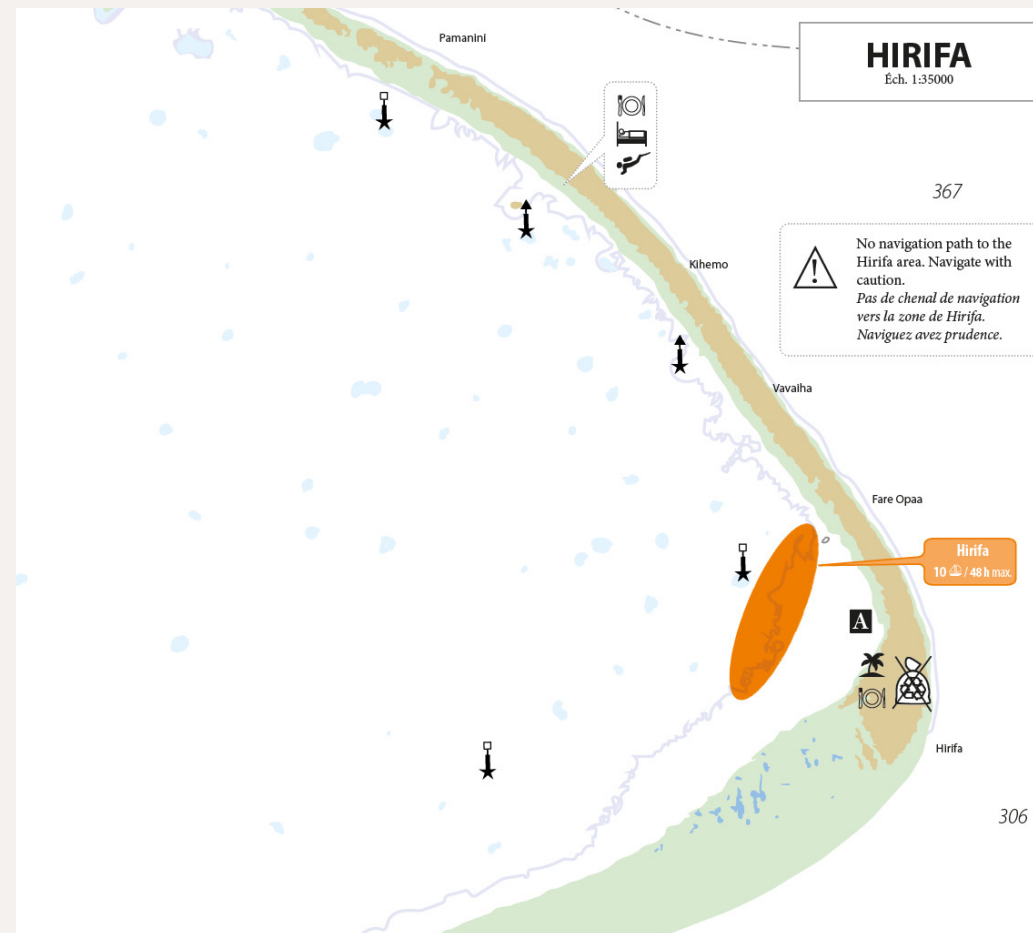 Pamanini
HIRIFA
Éch. 1:35000
367
No navigation path to the
Hirifa area. Navigate with
caution.
Pas de chenal de navigation
vers la zone de Hirifa.
Naviguez avez prudence.
Kihemo
Vavaiha
Fare Opaa
Hirifa
10 / 48 h max.
A
Hirifa
306